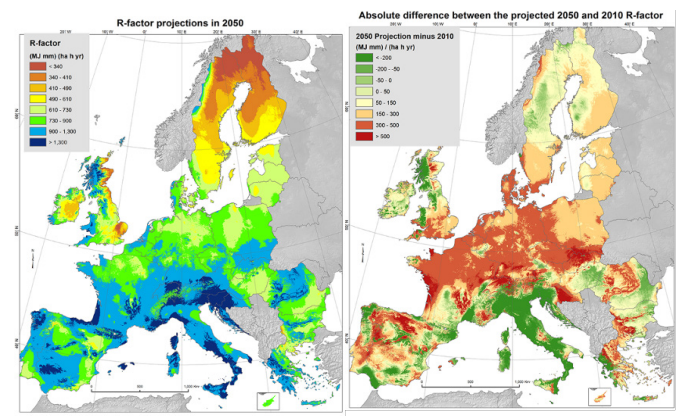 R-factor projections in 2050
R-factor
(MJ mm) (ha h yr)
< 340
340 - 410
410 - 490
490 - 610
610 - 730
730 - 900
900 - 1,300
> 1,300
Absolute difference between the projected 2050 and 2010 R-factor
2050 Projection minus 2010
(MJ mm) / (ha h yr)
< -200
-200 - -50
-50 - 0
0 - 50
50 - 150
150 - 300
300 - 500
> 500